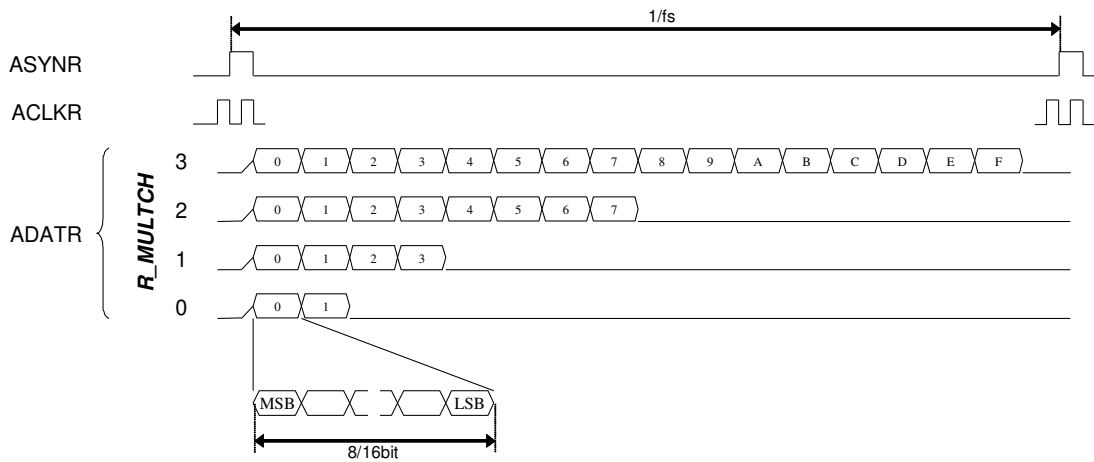 1/fs
ASYNR
ACLKR
ADATR
R_MULTCH
3 0 1 2 3 4 5 6 7 8 9 A B C D E F
2 0 1 2 3 4 5 6 7
1 0 1 2 3
0 0 1
MSB LSB
8/16bit